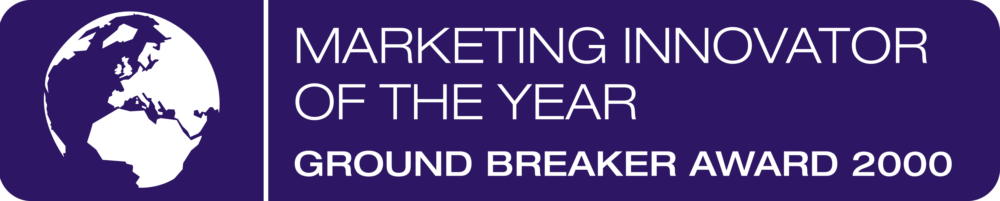 MARKETING INNOVATOR
OF THE YEAR
GROUND BREAKER AWARD 2000